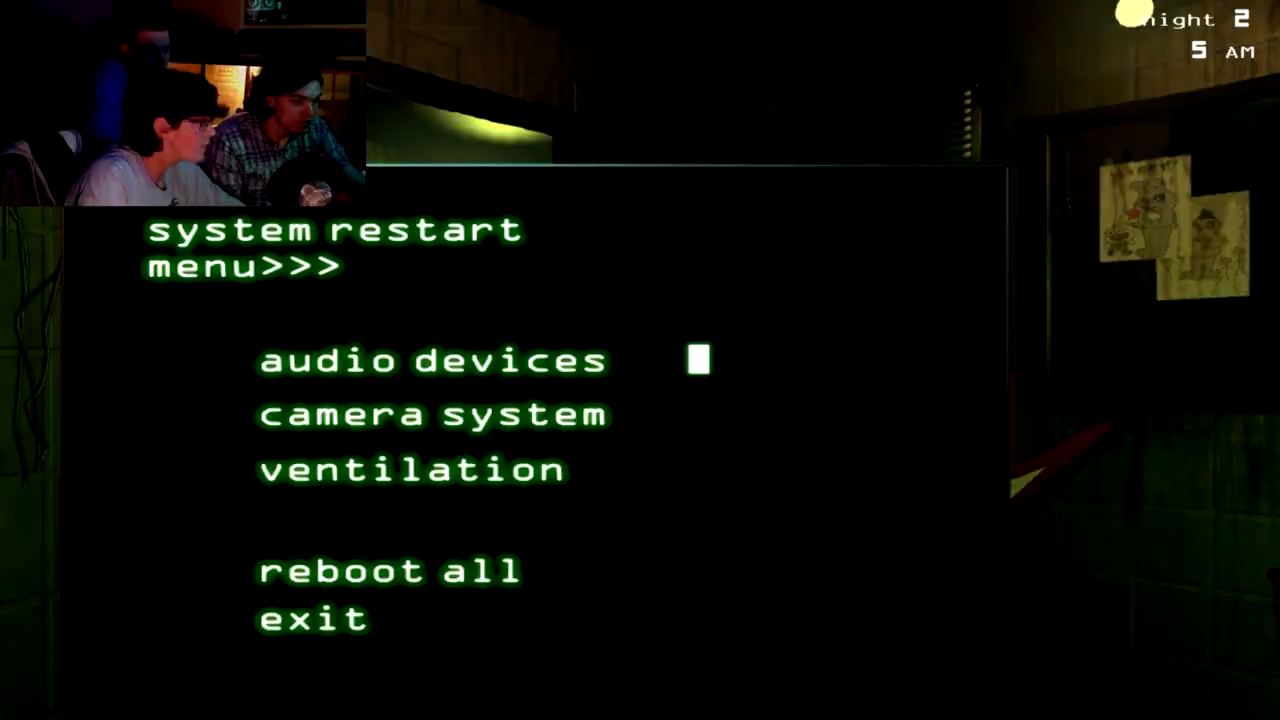 night 2
5 AM
system restart
menu>>>
audio devices
camera system
ventilation
reboot all
exit